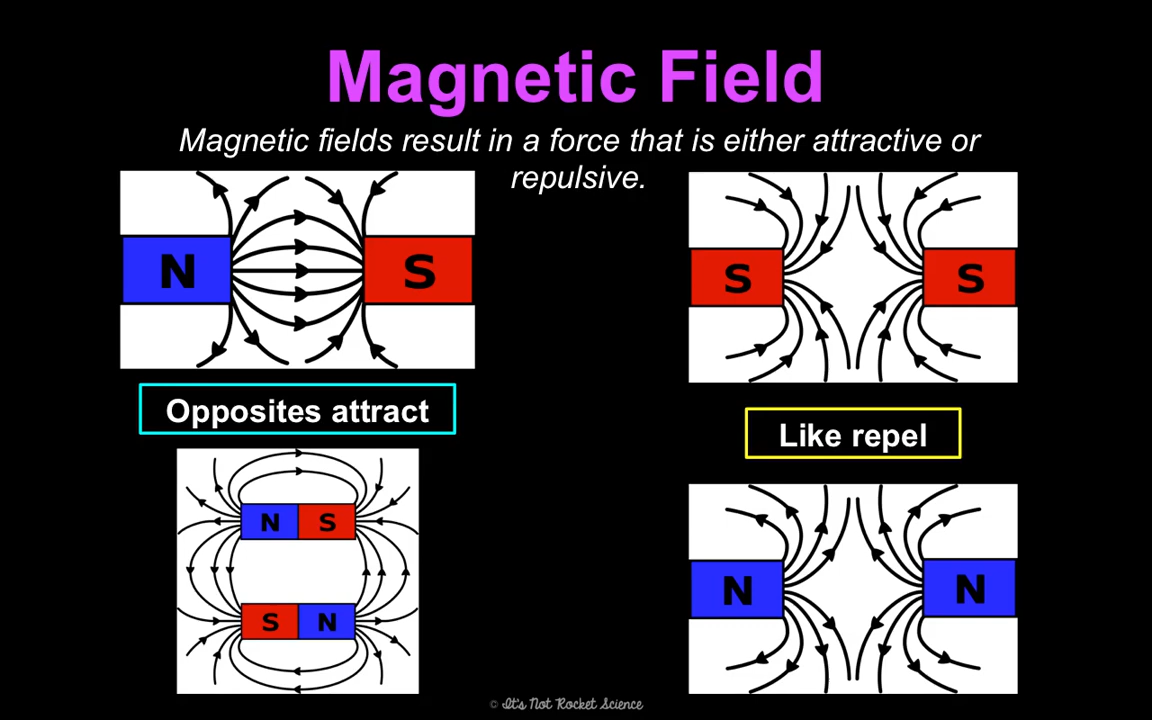 Magnetic Field
Magnetic fields result in a force that is either attractive or
repulsive.
N S
S S
Opposites attract
Like repel
N S
S N
N N
© It's Not Rocket Science